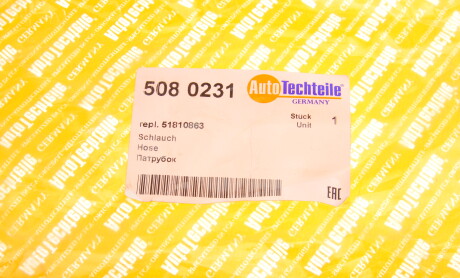 508 0231
AutoTechteile
GERMANY
repl. 51810863
Stuck 1
Unit
Schlauch
Hose
Патрубок
EAC